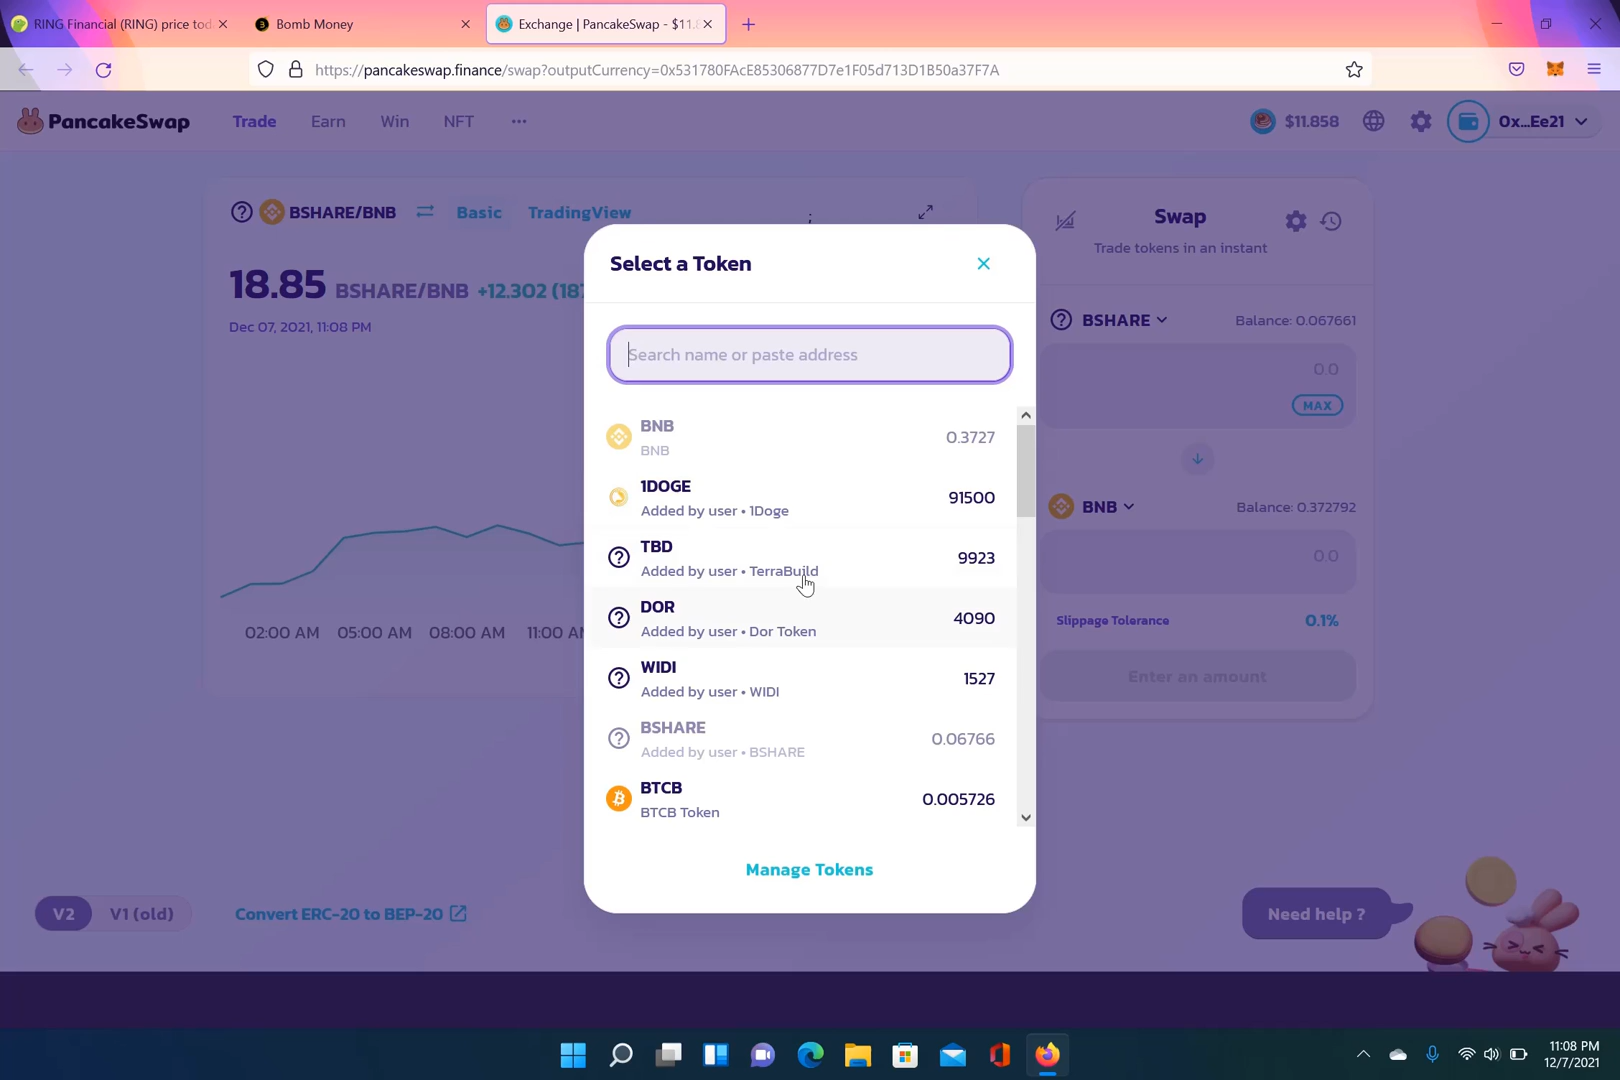 RING Financial (RING) price tod
Bomb Money
Exchange | PancakeSwap - $11.8
https://pancakeswap.finance/swap?outputCurrency=0x531780FAcE85306877D7e1F05d713D1B50a37F7A
PancakeSwap
Trade
Earn
Win
NFT
$11.858
0x...Ee21
BSHARE/BNB
Basic
TradingView
18.85 BSHARE/BNB +12.302 (187
Dec 07, 2021, 11:08 PM
02:00 AM 05:00 AM 08:00 AM 11:00 AM
Select a Token
Search name or paste address
BNB
BNB
0.3727
1DOGE
Added by user • 1Doge
91500
TBD
Added by user • TerraBuild
9923
DOR
Added by user • Dor Token
4090
WIDI
Added by user • WIDI
1527
BSHARE
Added by user • BSHARE
0.06766
BTCB
BTCB Token
0.005726
Manage Tokens
Swap
Trade tokens in an instant
BSHARE
Balance: 0.067661
0.0
MAX
BNB
Balance: 0.372792
0.0
Slippage Tolerance
0.1%
Enter an amount
V2
V1 (old)
Convert ERC-20 to BEP-20
Need help ?
11:08 PM
12/7/2021